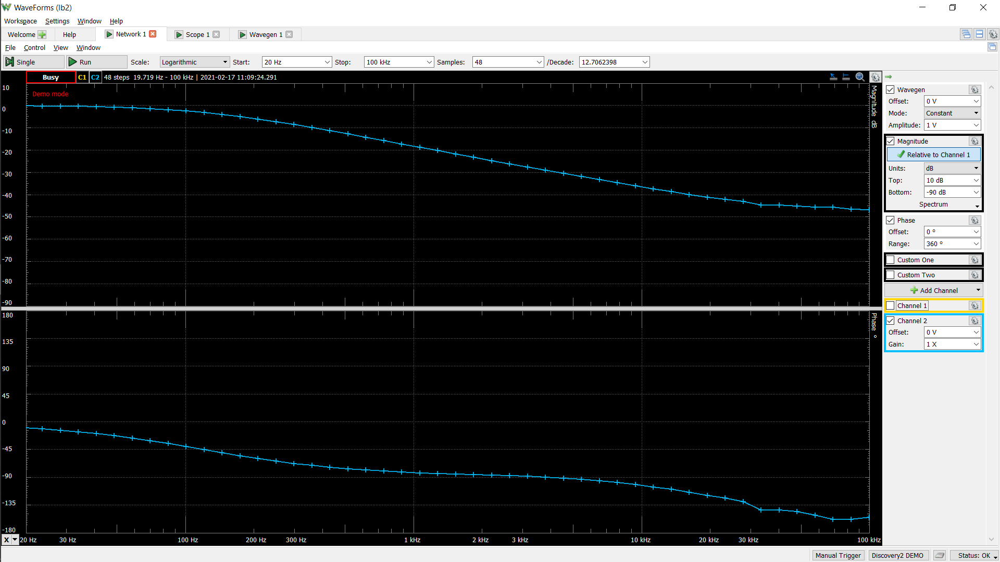 WaveForms (lb2)
Workspace Settings Window Help
Welcome Help Network 1 Scope 1 Wavegen 1
File Control View Window
Single Run Scale: Logarithmic Start: 20 Hz Stop: 100 kHz Samples: 48 /Decade: 12.7062398
Busy C1 C2 48 steps 19.719 Hz - 100 kHz | 2021-02-17 11:09:24.291
Demo mode
10
0
-10
-20
-30
-40
-50
-60
-70
-80
-90
Magnitude dB
180
135
90
45
0
-45
-90
-135
-180
Phase °
X 20 Hz 30 Hz 100 Hz 200 Hz 300 Hz 1 kHz 2 kHz 3 kHz 10 kHz 20 kHz 30 kHz 100 kHz
Wavegen
Offset: 0 V
Mode: Constant
Amplitude: 1 V
Magnitude
Relative to Channel 1
Units: dB
Top: 10 dB
Bottom: -90 dB
Spectrum
Phase
Offset: 0 º
Range: 360 º
Custom One
Custom Two
Add Channel
Channel 1
Channel 2
Offset: 0 V
Gain: 1 X
Manual Trigger Discovery2 DEMO Status: OK